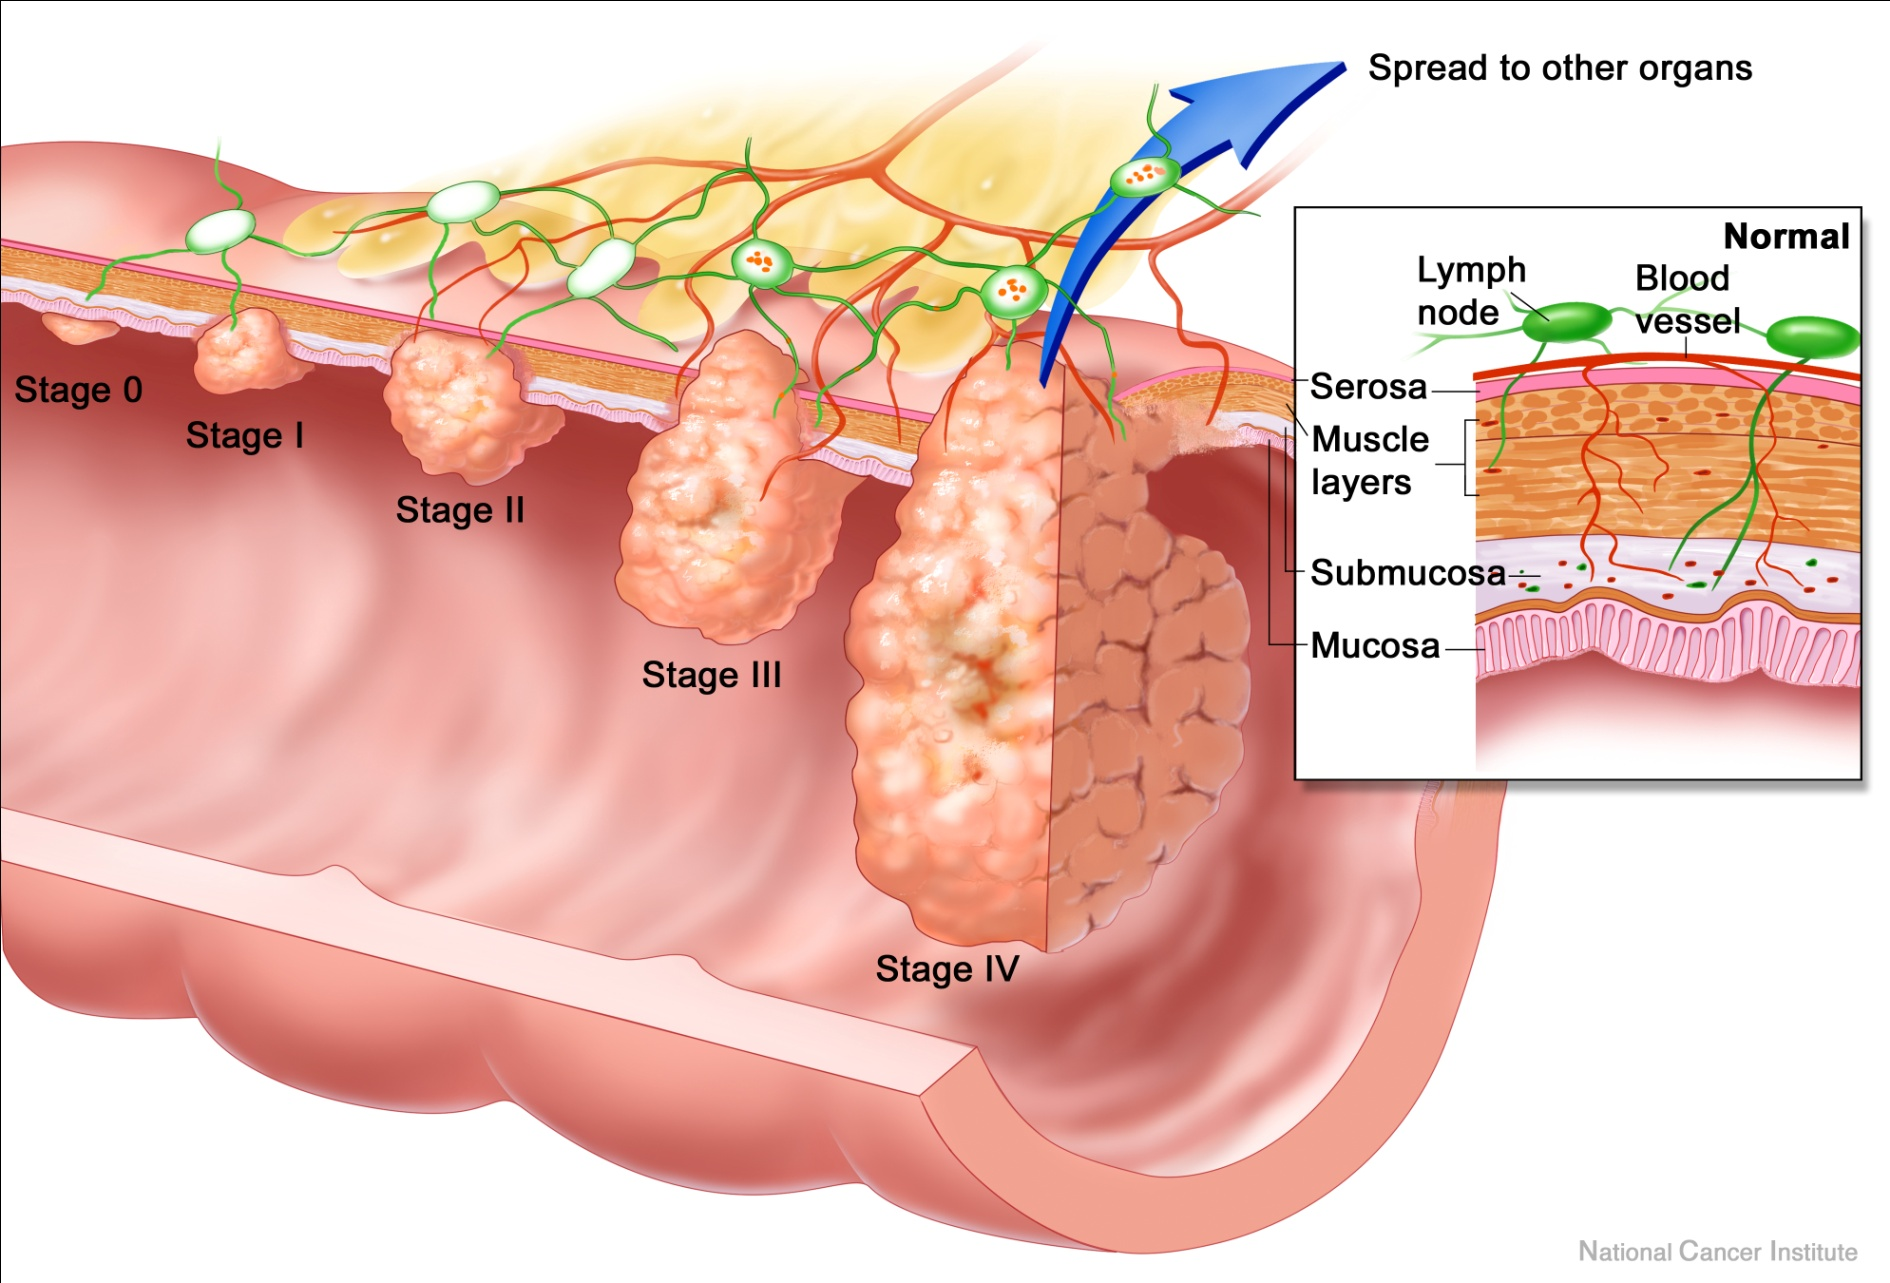 Spread to other organs
Normal
Lymph
node
Blood
vessel
Serosa
Muscle
layers
Submucosa
Mucosa
Stage 0
Stage I
Stage II
Stage III
Stage IV
National Cancer Institute